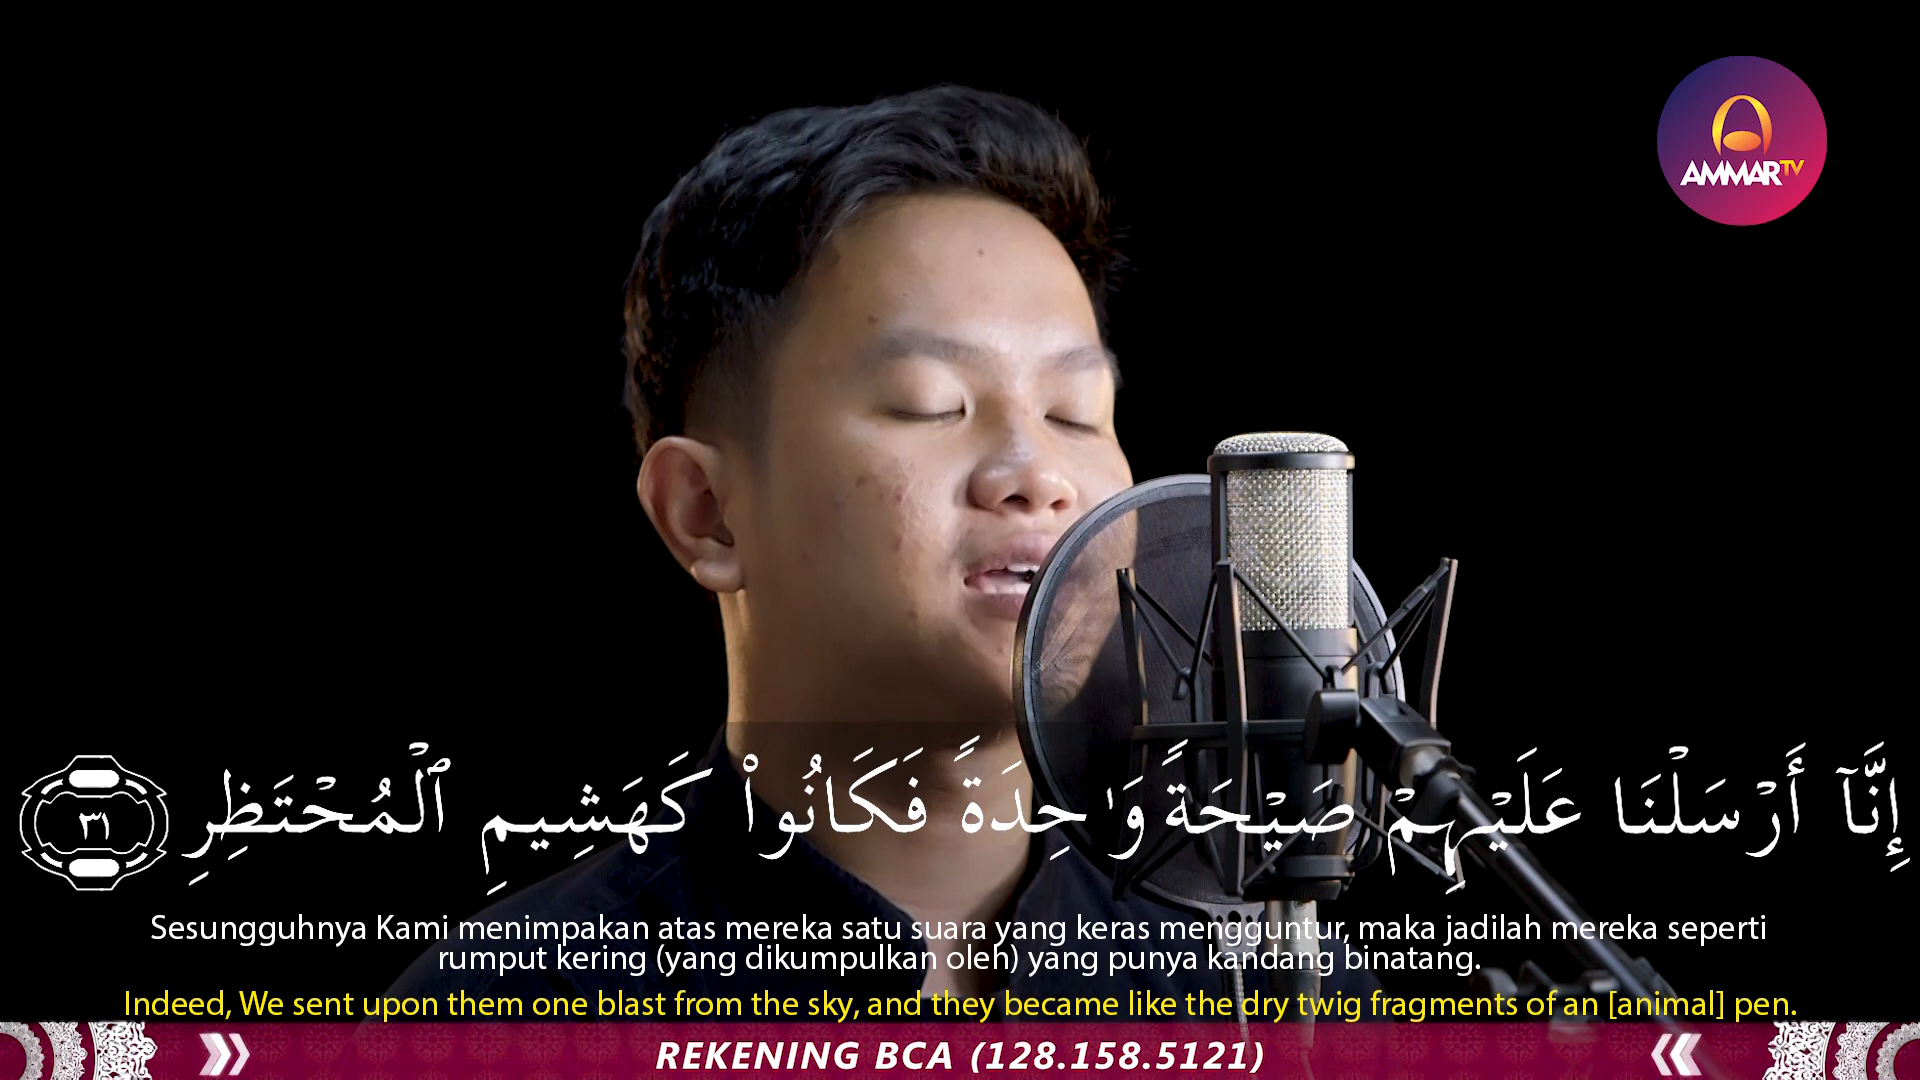 AMMARTV
إِنَّآ أَرْسَلْنَا عَلَيْهِمْ صَيْحَةً وَٰحِدَةً فَكَانُوا۟ كَهَشِيمِ ٱلْمُحْتَظِرِ ٣١
Sesungguhnya Kami menimpakan atas mereka satu suara yang keras mengguntur, maka jadilah mereka seperti
rumput kering (yang dikumpulkan oleh) yang punya kandang binatang.
Indeed, We sent upon them one blast from the sky, and they became like the dry twig fragments of an [animal] pen.
REKENING BCA (128.158.5121)